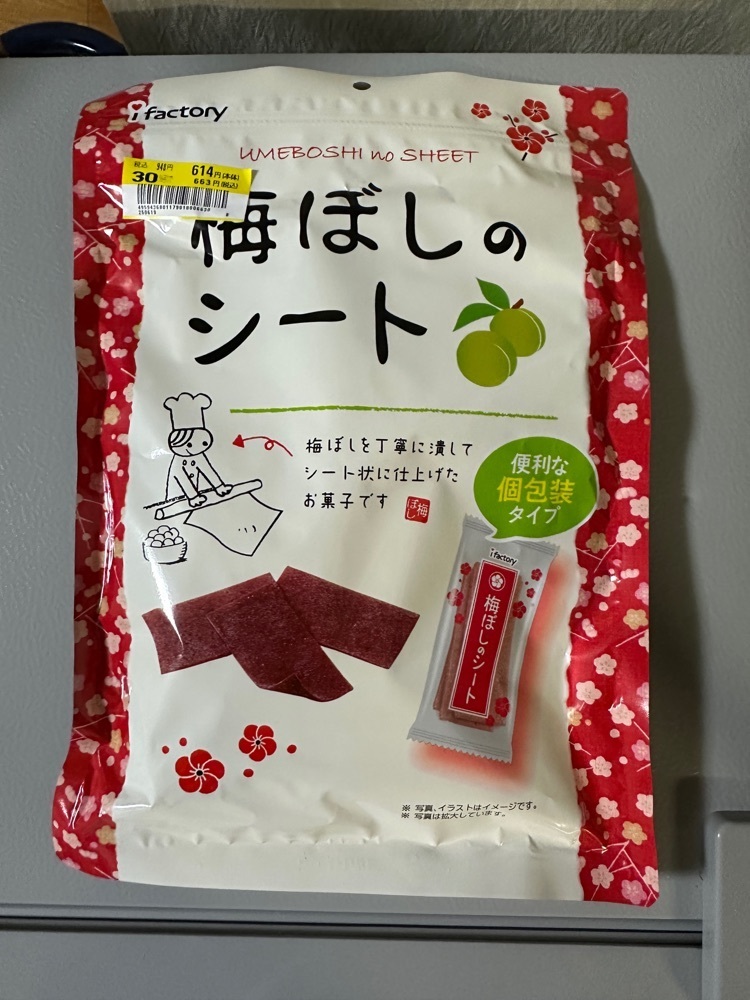 i factory
UMEBOSHI no SHEET
税込 948円
614円(本体)
30
663円(税込)
梅ぼしの
シート
梅ぼしを丁寧に潰して
シート状に仕上げた
お菓子です
梅ぼし
便利な
個包装
タイプ
i factory
梅ぼしのシート
※ 写真、イラストはイメージです。
※ 写真は拡大しています。